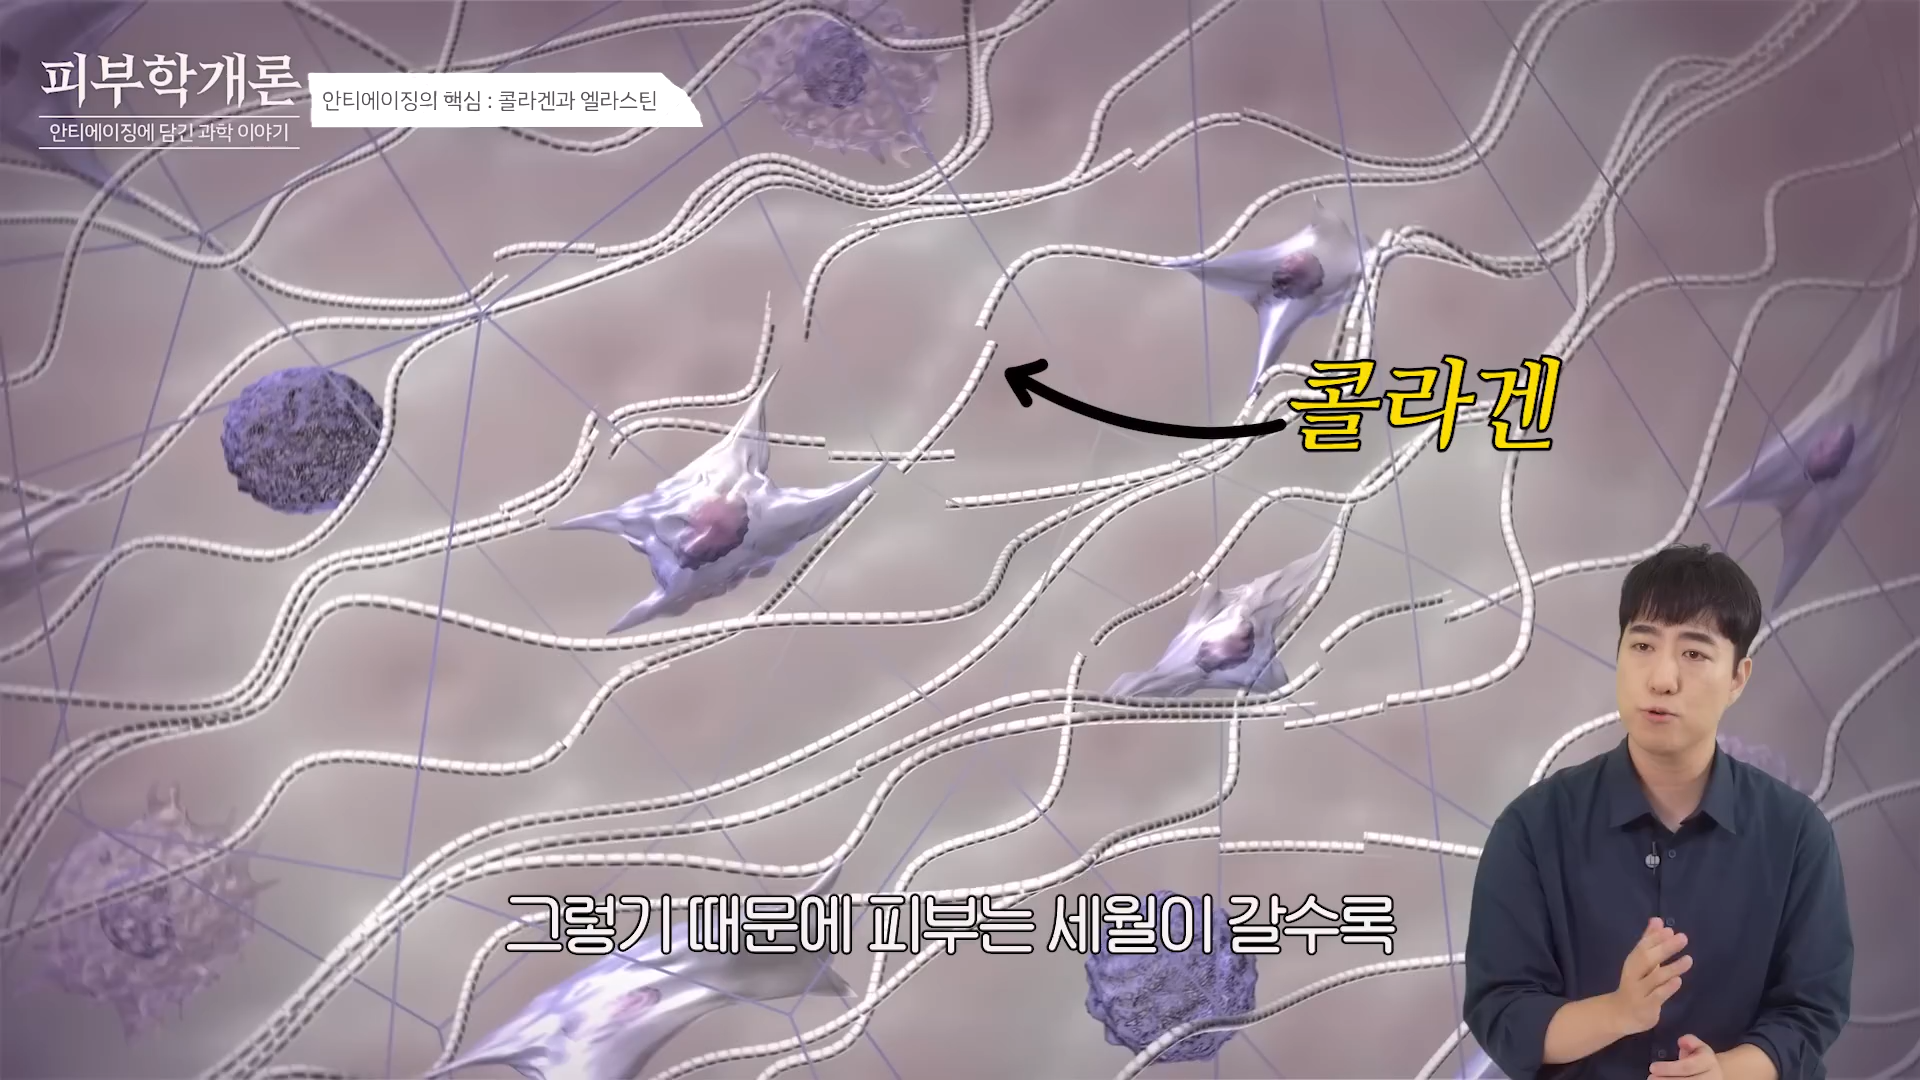 피부학개론
안티에이징에 담긴 과학 이야기
안티에이징의 핵심 : 콜라겐과 엘라스틴
콜라겐
그렇기 때문에 피부는 세월이 갈수록